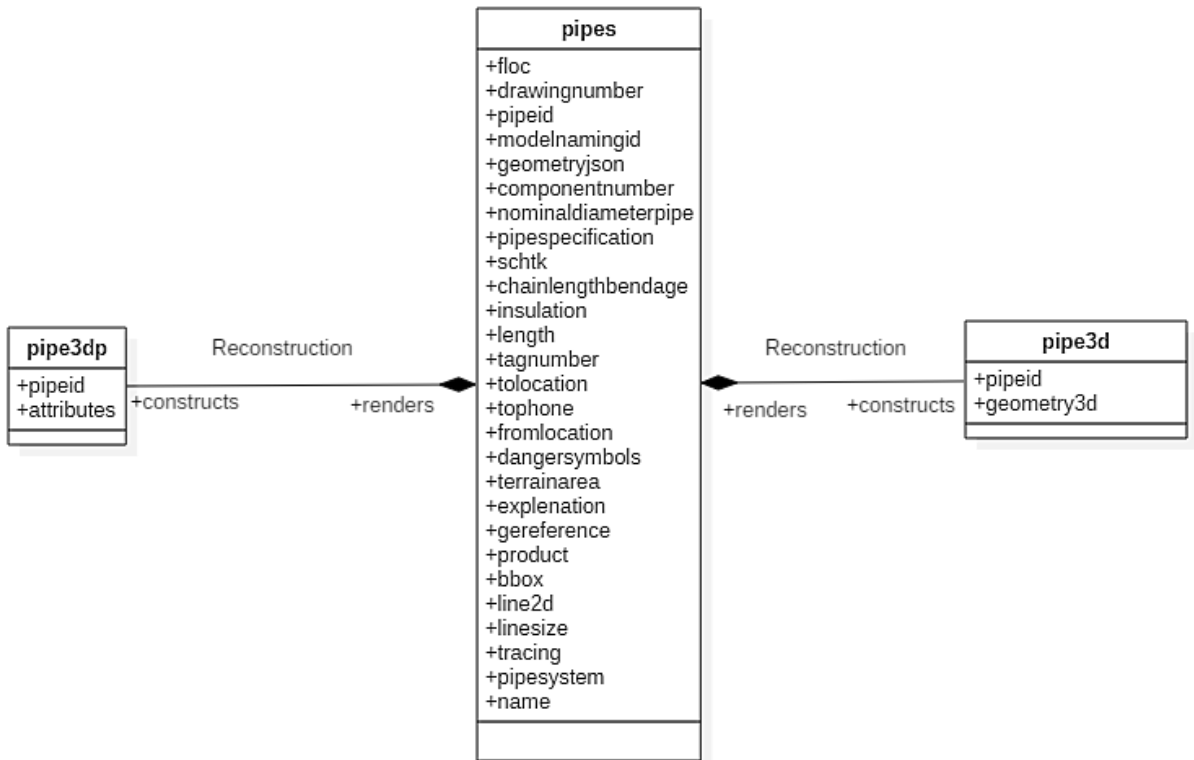 pipes
+floc
+drawingnumber
+pipeid
+modelnamingid
+geometryjson
+componentnumber
+nominaldiameterpipe
+pipespecification
+schtk
+chainlengthbendage
+insulation
+length
+tagnumber
+tolocation
+tophone
+fromlocation
+dangersymbols
+terrainarea
+explenation
+gereference
+product
+bbox
+line2d
+linesize
+tracing
+pipesystem
+name
pipe3dp
+pipeid
+attributes
Reconstruction
+constructs
+renders
Reconstruction
+renders
+constructs
pipe3d
+pipeid
+geometry3d